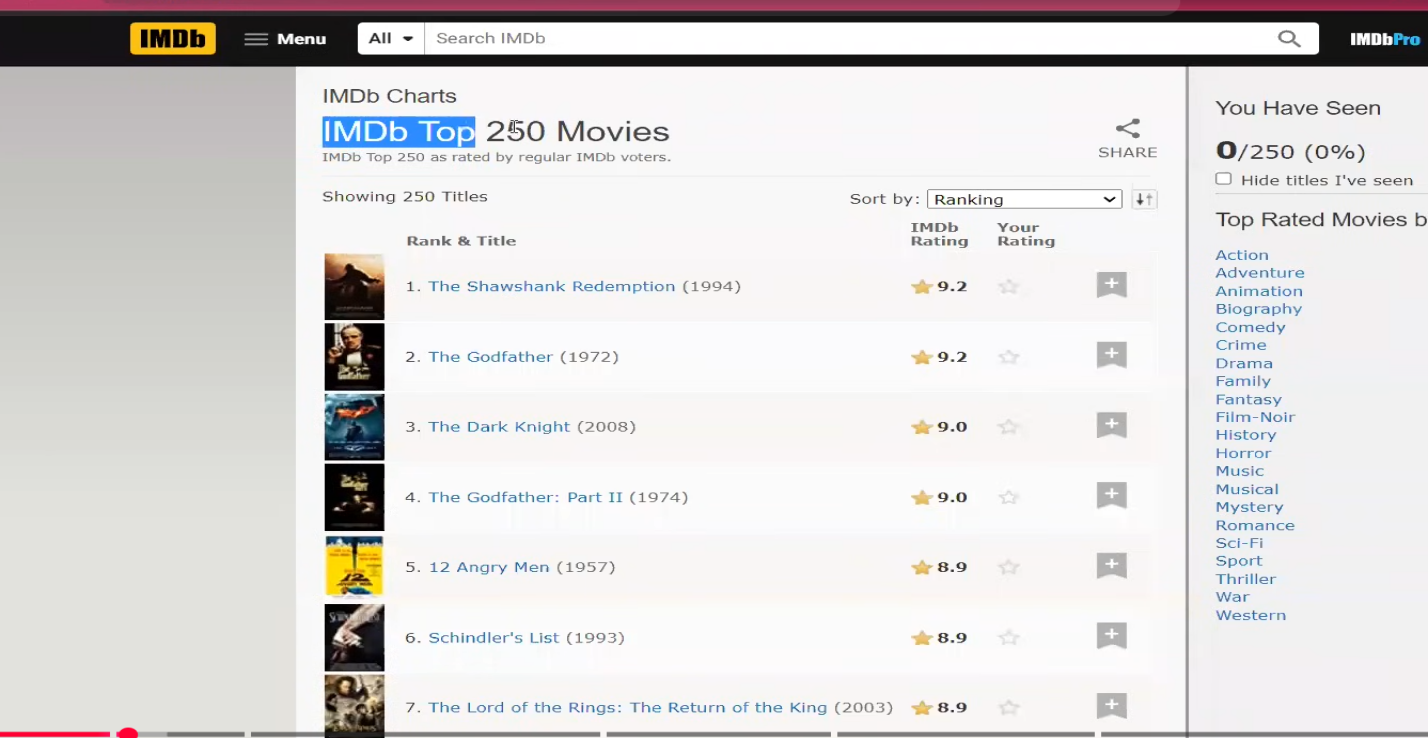 IMDb
Menu
All
Search IMDb
IMDbPro
IMDb Charts
IMDb Top 250 Movies
IMDb Top 250 as rated by regular IMDb voters.
SHARE
Showing 250 Titles
Sort by: Ranking
Rank & Title
IMDb Rating
Your Rating
1. The Shawshank Redemption (1994) 9.2
2. The Godfather (1972) 9.2
3. The Dark Knight (2008) 9.0
4. The Godfather: Part II (1974) 9.0
5. 12 Angry Men (1957) 8.9
6. Schindler's List (1993) 8.9
7. The Lord of the Rings: The Return of the King (2003) 8.9
You Have Seen
0/250 (0%)
Hide titles I've seen
Top Rated Movies b
Action
Adventure
Animation
Biography
Comedy
Crime
Drama
Family
Fantasy
Film-Noir
History
Horror
Music
Musical
Mystery
Romance
Sci-Fi
Sport
Thriller
War
Western